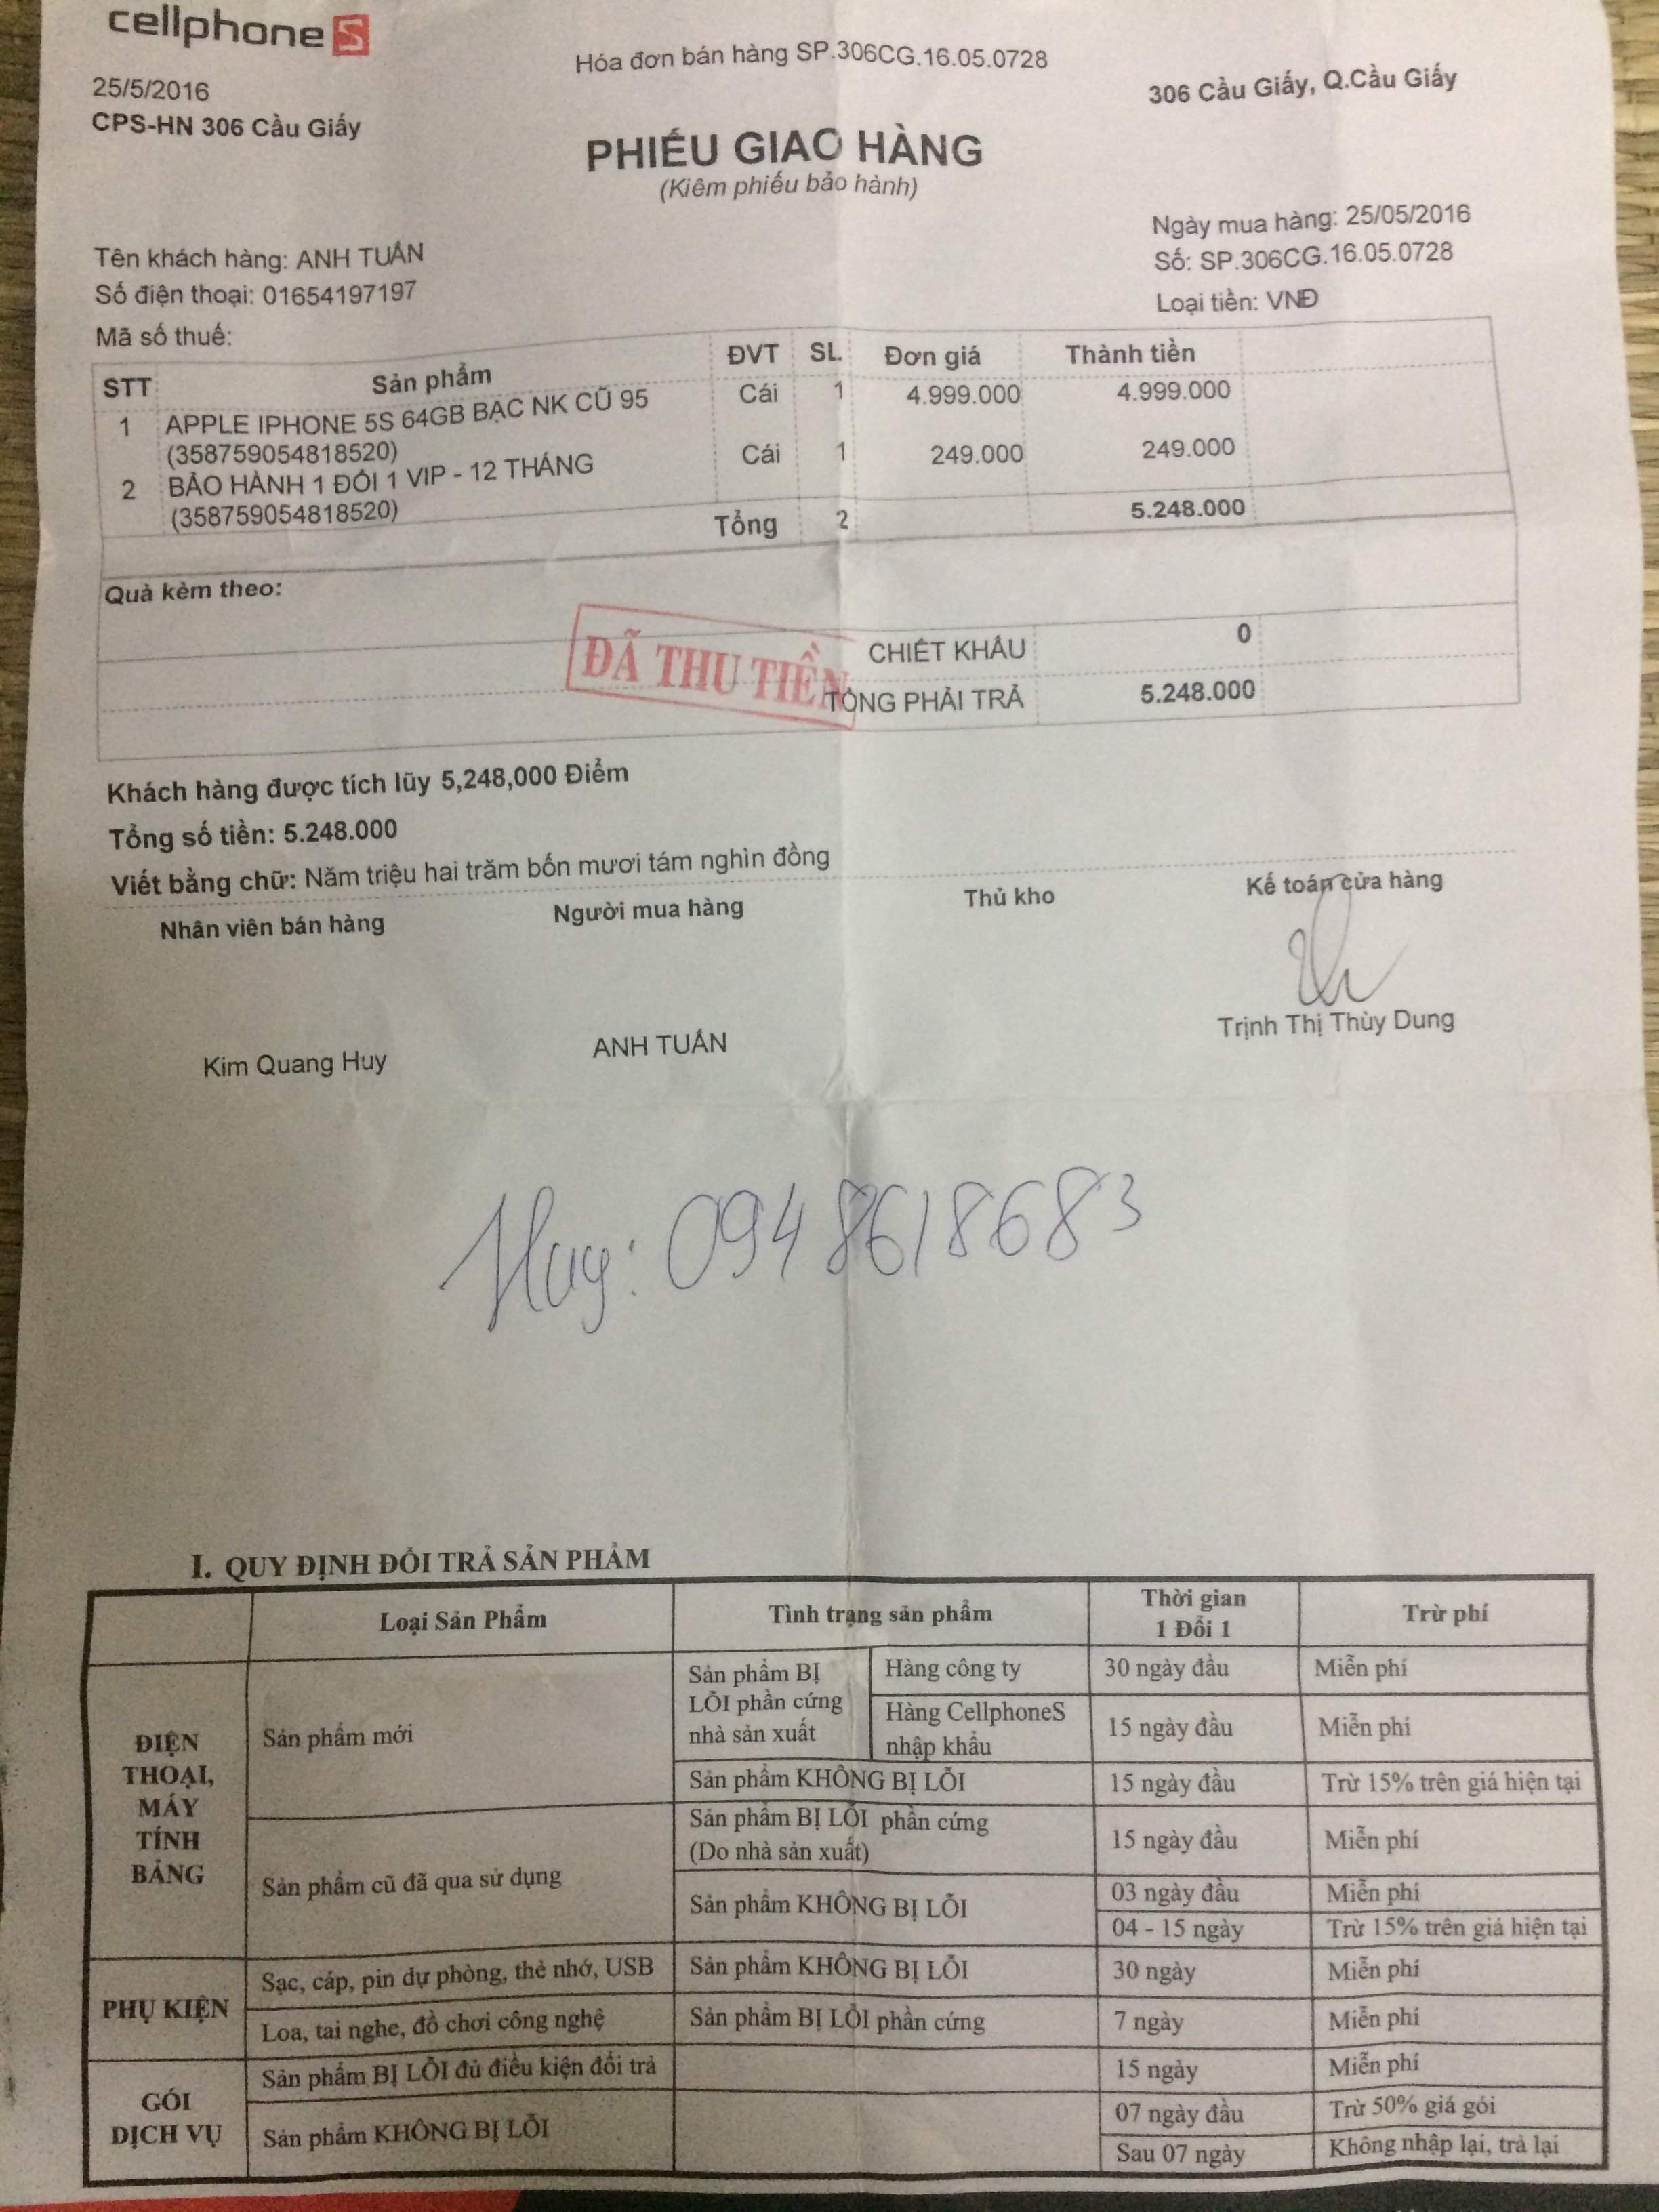 cellphoneS
Hóa đơn bán hàng SP.306CG.16.05.0728
25/5/2016
306 Cầu Giấy, Q.Cầu Giấy
CPS-HN 306 Cầu Giấy
PHIẾU GIAO HÀNG
(Kiêm phiếu bảo hành)
Ngày mua hàng: 25/05/2016
Tên khách hàng: ANH TUẤN
Số: SP.306CG.16.05.0728
Số điện thoại: 01654197197
Loại tiền: VNĐ
Mã số thuế:
STT Sản phẩm ĐVT SL Đơn giá Thành tiền
1 APPLE IPHONE 5S 64GB BẠC NK CŨ 95 Cái 1 4.999.000 4.999.000
(358759054818520)
2 BẢO HÀNH 1 ĐỔI 1 VIP - 12 THÁNG Cái 1 249.000 249.000
(358759054818520)
Tổng 2 5.248.000
Quà kèm theo:
ĐÃ THU TIỀN
CHIẾT KHẤU 0
TỔNG PHẢI TRẢ 5.248.000
Khách hàng được tích lũy 5,248,000 Điểm
Tổng số tiền: 5.248.000
Viết bằng chữ: Năm triệu hai trăm bốn mươi tám nghìn đồng
Nhân viên bán hàng Người mua hàng Thủ kho Kế toán cửa hàng
Kim Quang Huy ANH TUẤN Trịnh Thị Thùy Dung
Huy: 0948618683
I. QUY ĐỊNH ĐỔI TRẢ SẢN PHẨM
Loại Sản Phẩm Tình trạng sản phẩm Thời gian 1 Đổi 1 Trừ phí
ĐIỆN THOẠI, MÁY TÍNH BẢNG
Sản phẩm mới
Sản phẩm BỊ LỖI phần cứng nhà sản xuất
Hàng công ty 30 ngày đầu Miễn phí
Hàng CellphoneS nhập khẩu 15 ngày đầu Miễn phí
Sản phẩm KHÔNG BỊ LỖI 15 ngày đầu Trừ 15% trên giá hiện tại
Sản phẩm cũ đã qua sử dụng
Sản phẩm BỊ LỖI phần cứng (Do nhà sản xuất) 15 ngày đầu Miễn phí
Sản phẩm KHÔNG BỊ LỖI 03 ngày đầu Miễn phí
04 - 15 ngày Trừ 15% trên giá hiện tại
PHỤ KIỆN
Sạc, cáp, pin dự phòng, thẻ nhớ, USB Sản phẩm KHÔNG BỊ LỖI 30 ngày Miễn phí
Loa, tai nghe, đồ chơi công nghệ Sản phẩm BỊ LỖI phần cứng 7 ngày Miễn phí
GÓI DỊCH VỤ
Sản phẩm BỊ LỖI đủ điều kiện đổi trả 15 ngày Miễn phí
Sản phẩm KHÔNG BỊ LỖI 07 ngày đầu Trừ 50% giá gói
Sau 07 ngày Không nhập lại, trả lại